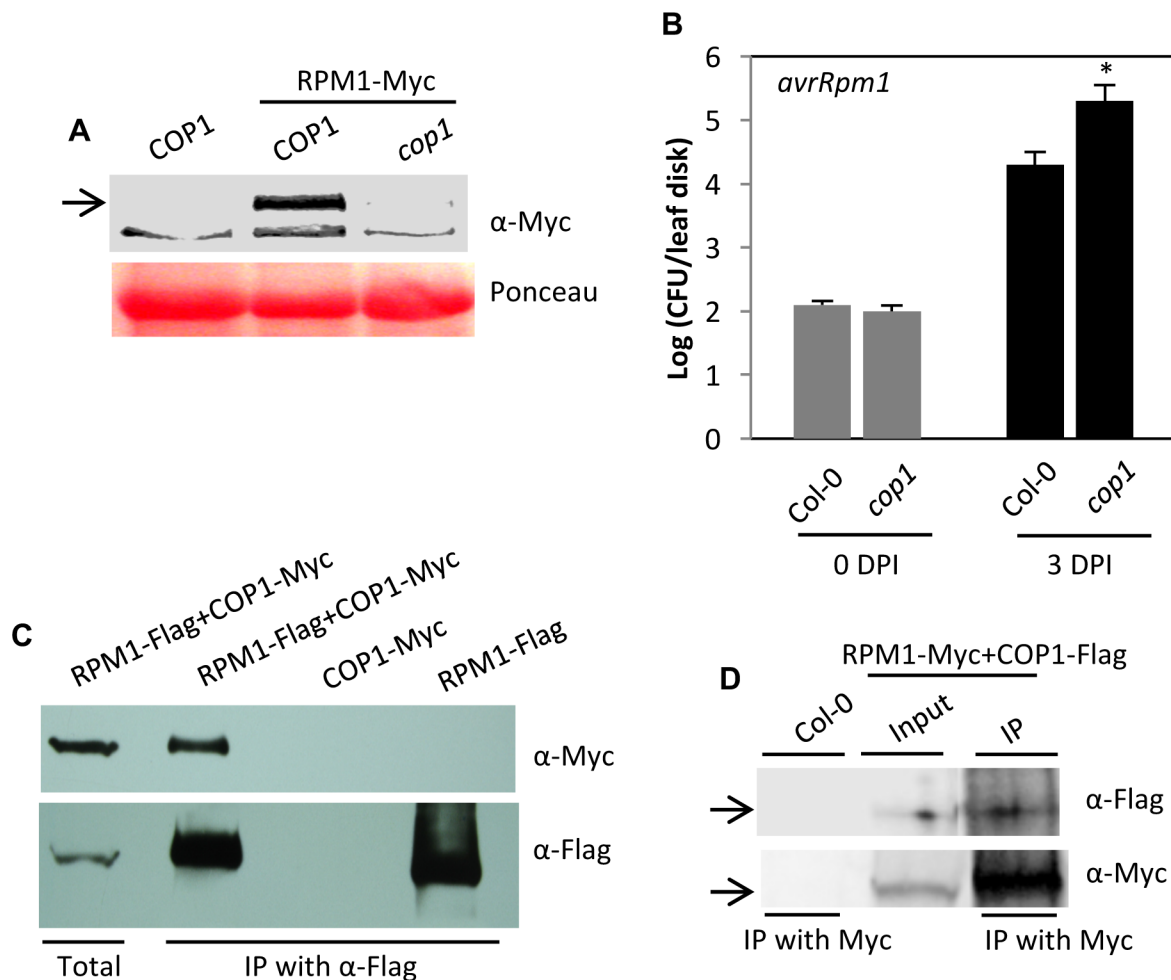 A
RPM1-Myc
COP1
COP1
cop1
α-Myc
Ponceau
B
avrRpm1
*
Log (CFU/leaf disk)
6
5
4
3
2
1
0
Col-0
cop1
Col-0
cop1
0 DPI
3 DPI
C
RPM1-Flag+COP1-Myc
RPM1-Flag+COP1-Myc
COP1-Myc
RPM1-Flag
α-Myc
α-Flag
Total
IP with α-Flag
D
RPM1-Myc+COP1-Flag
Col-0
Input
IP
α-Flag
α-Myc
IP with Myc
IP with Myc